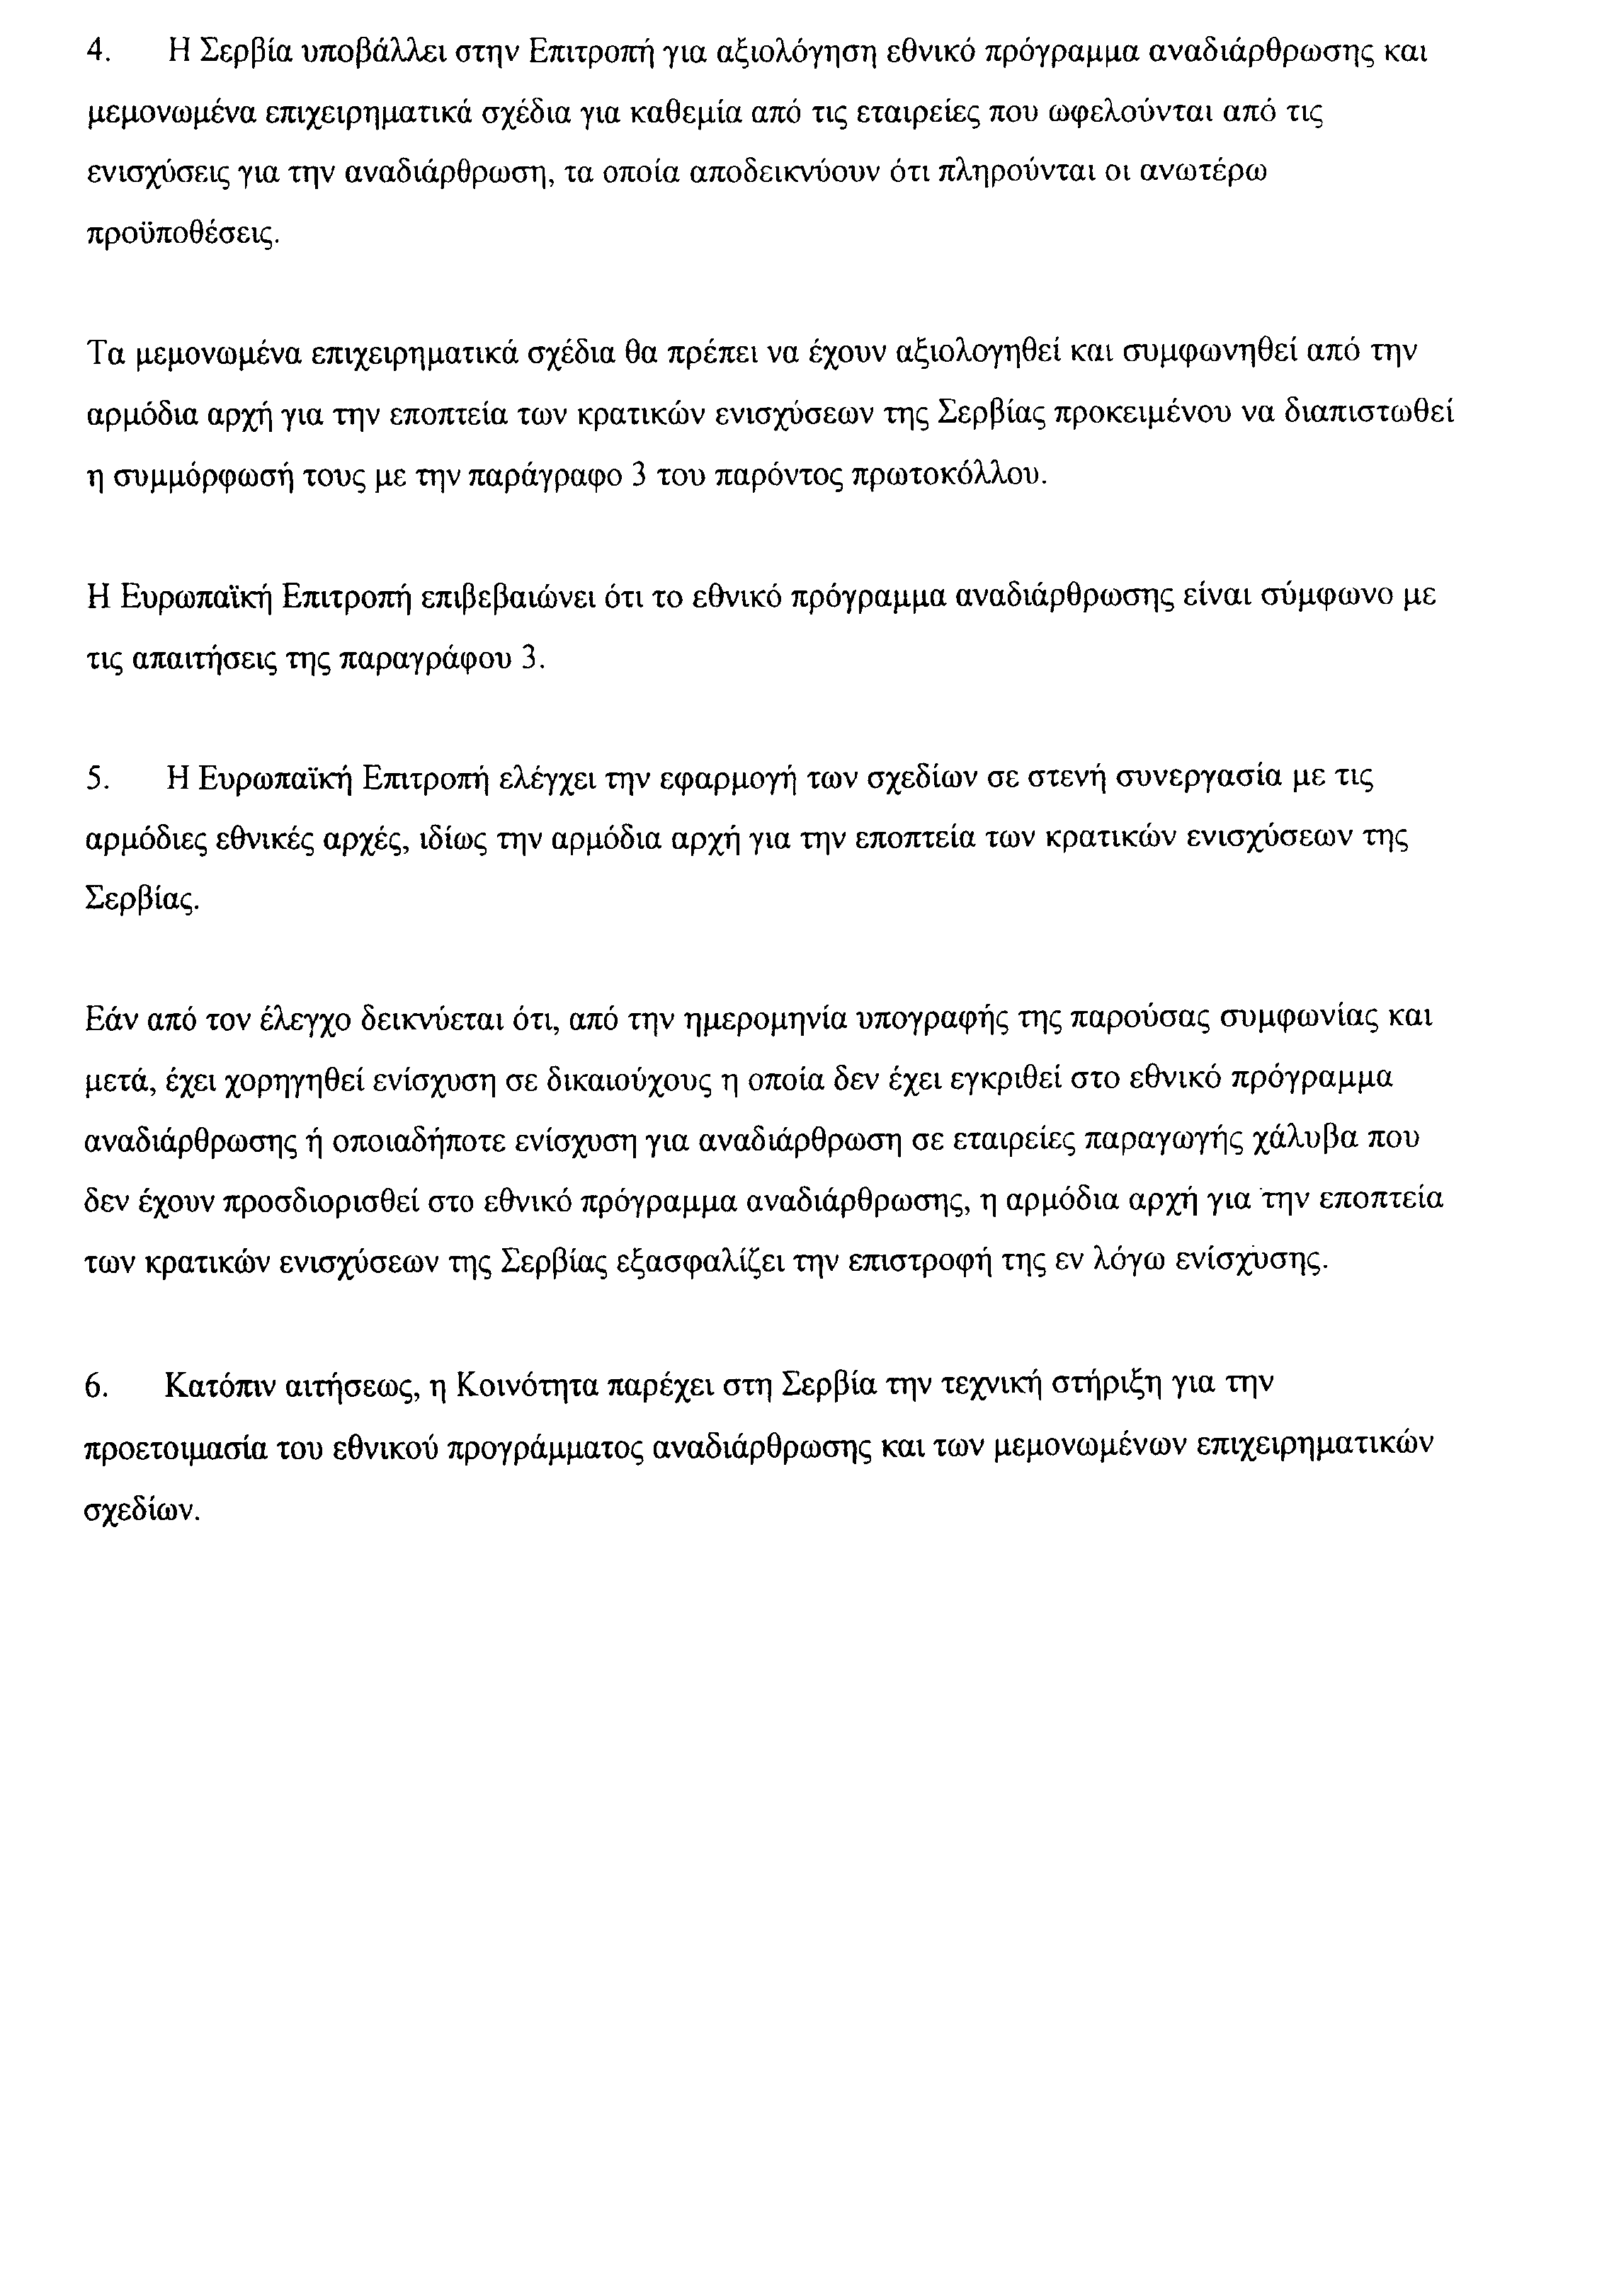 4. Η Σερβία υποβάλλει στην Επιτροπή για αξιολόγηση εθνικό πρόγραμμα αναδιάρθρωσης και
μεμονωμένα επιχειρηματικά σχέδια για καθεμία από τις εταιρείες που ωφελούνται από τις
ενισχύσεις για την αναδιάρθρωση, τα οποία αποδεικνύουν ότι πληρούνται οι ανωτέρω
προϋποθέσεις.
Τα μεμονωμένα επιχειρηματικά σχέδια θα πρέπει να έχουν αξιολογηθεί και συμφωνηθεί από την
αρμόδια αρχή για την εποπτεία των κρατικών ενισχύσεων της Σερβίας προκειμένου να διαπιστωθεί
η συμμόρφωσή τους με την παράγραφο 3 του παρόντος πρωτοκόλλου.
Η Ευρωπαϊκή Επιτροπή επιβεβαιώνει ότι το εθνικό πρόγραμμα αναδιάρθρωσης είναι σύμφωνο με
τις απαιτήσεις της παραγράφου 3.
5. Η Ευρωπαϊκή Επιτροπή ελέγχει την εφαρμογή των σχεδίων σε στενή συνεργασία με τις
αρμόδιες εθνικές αρχές, ιδίως την αρμόδια αρχή για την εποπτεία των κρατικών ενισχύσεων της
Σερβίας.
Εάν από τον έλεγχο δεικνύεται ότι, από την ημερομηνία υπογραφής της παρούσας συμφωνίας και
μετά, έχει χορηγηθεί ενίσχυση σε δικαιούχους η οποία δεν έχει εγκριθεί στο εθνικό πρόγραμμα
αναδιάρθρωσης ή οποιαδήποτε ενίσχυση για αναδιάρθρωση σε εταιρείες παραγωγής χάλυβα που
δεν έχουν προσδιορισθεί στο εθνικό πρόγραμμα αναδιάρθρωσης, η αρμόδια αρχή για την εποπτεία
των κρατικών ενισχύσεων της Σερβίας εξασφαλίζει την επιστροφή της εν λόγω ενίσχυσης.
6. Κατόπιν αιτήσεως, η Κοινότητα παρέχει στη Σερβία την τεχνική στήριξη για την
προετοιμασία του εθνικού προγράμματος αναδιάρθρωσης και των μεμονωμένων επιχειρηματικών
σχεδίων.